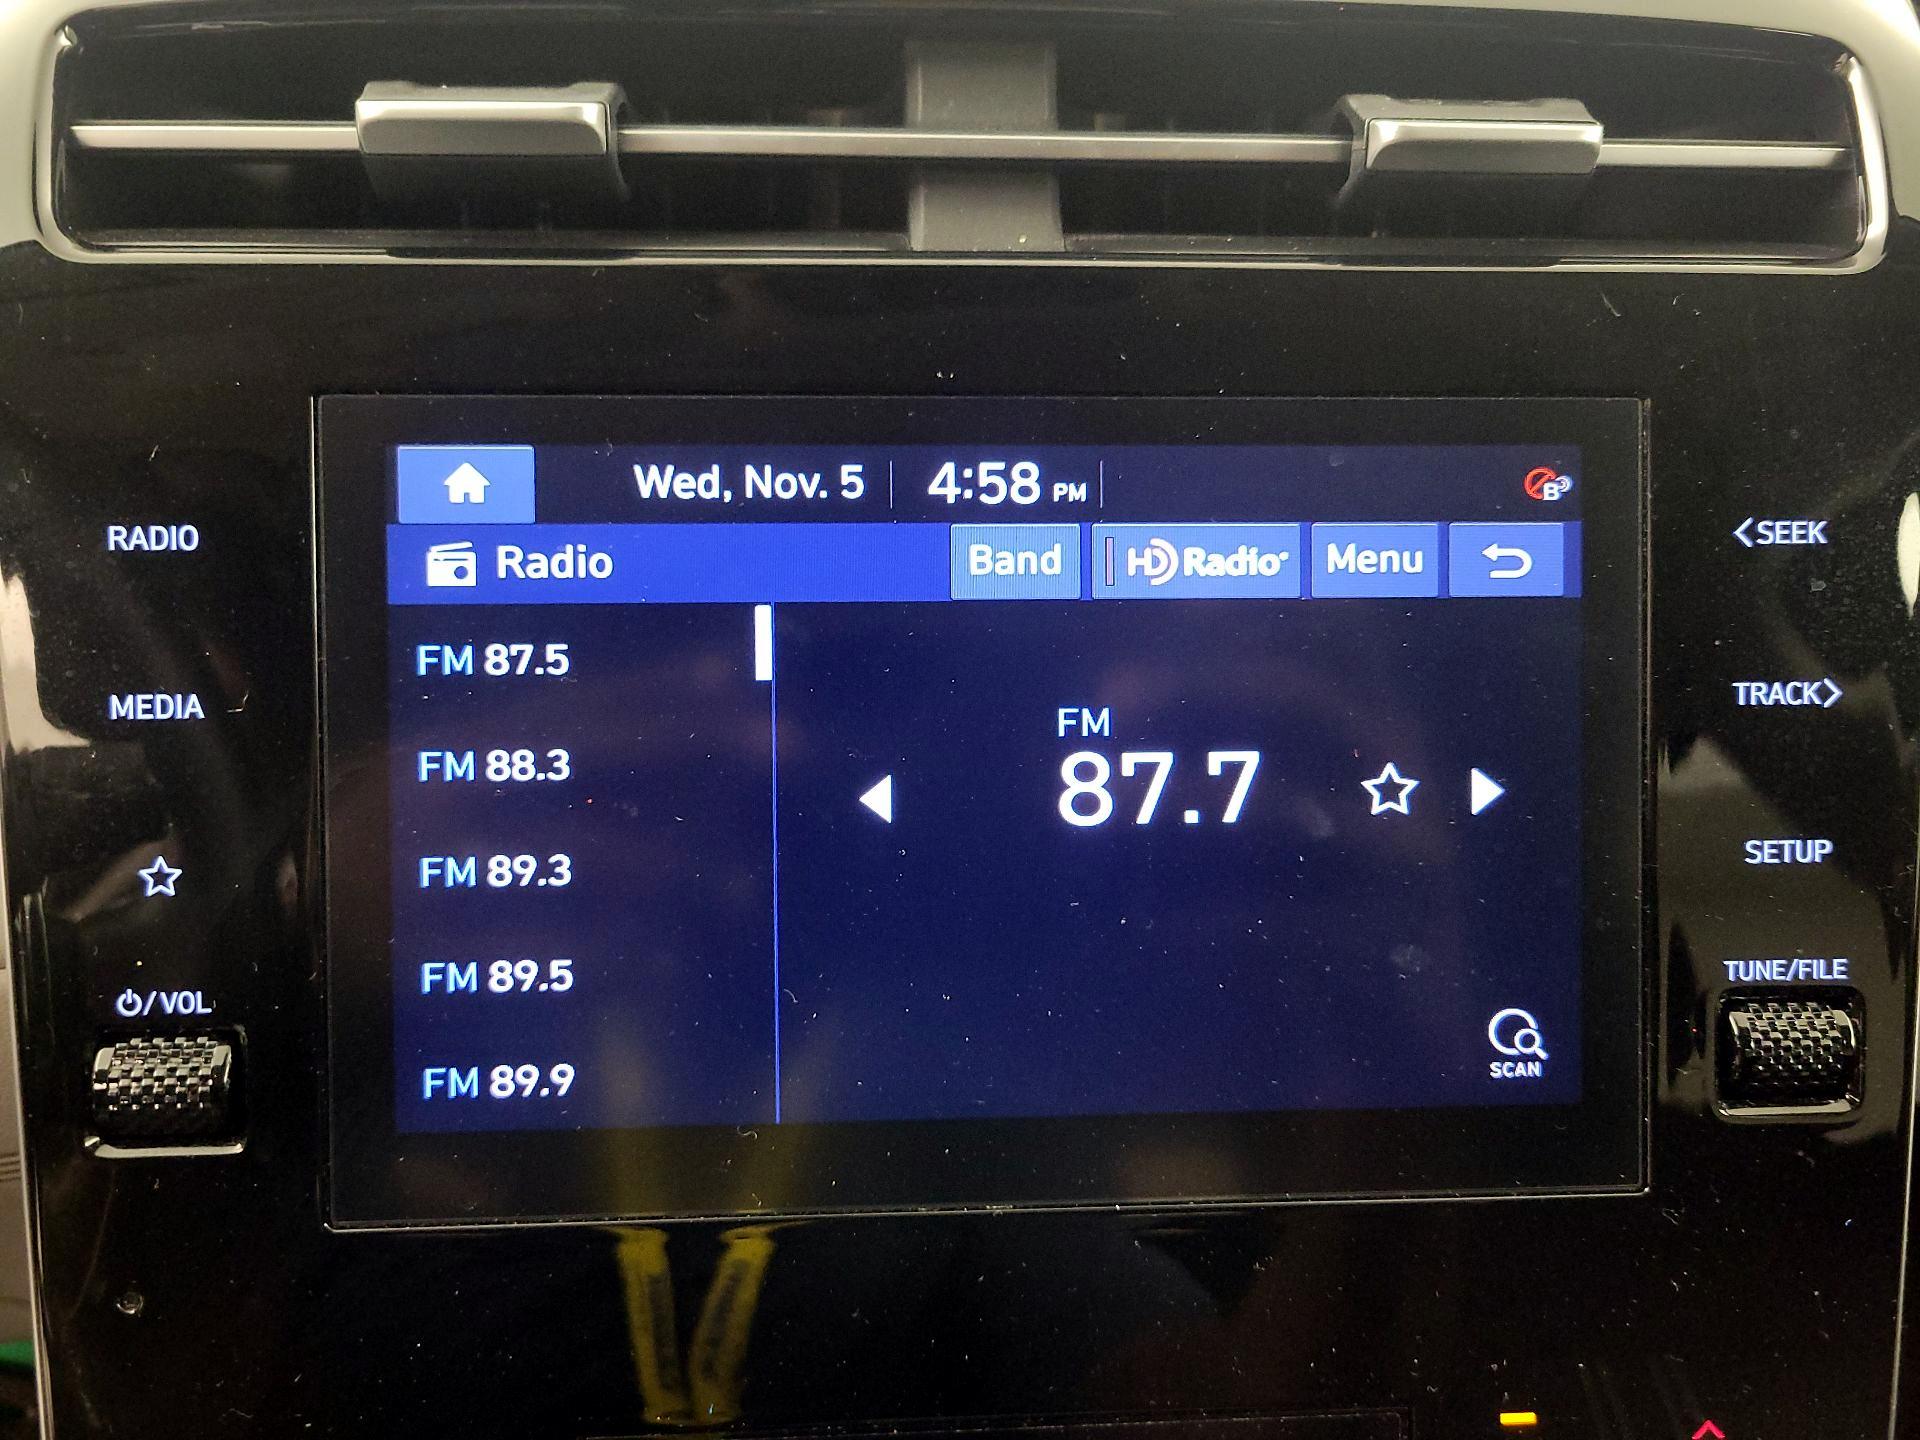 Wed, Nov. 5 4:58 PM
B
Radio Band HD Radio Menu
RADIO
MEDIA
/VOL
FM 87.5
FM 88.3
FM 89.3
FM 89.5
FM 89.9
FM
87.7
SCAN
<SEEK
TRACK>
SETUP
TUNE/FILE